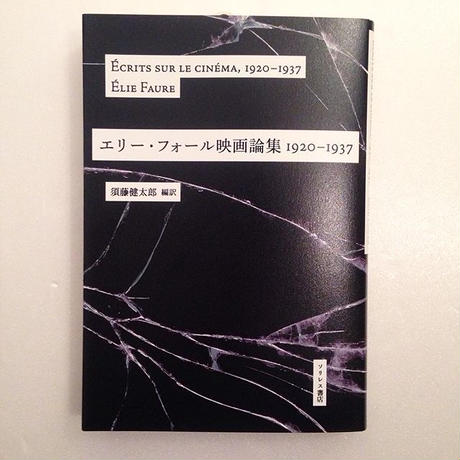 ÉCRITS SUR LE CINÉMA, 1920–1937
ÉLIE FAURE
エリー・フォール映画論集 1920–1937
須藤健太郎 編訳
ソリレス書店